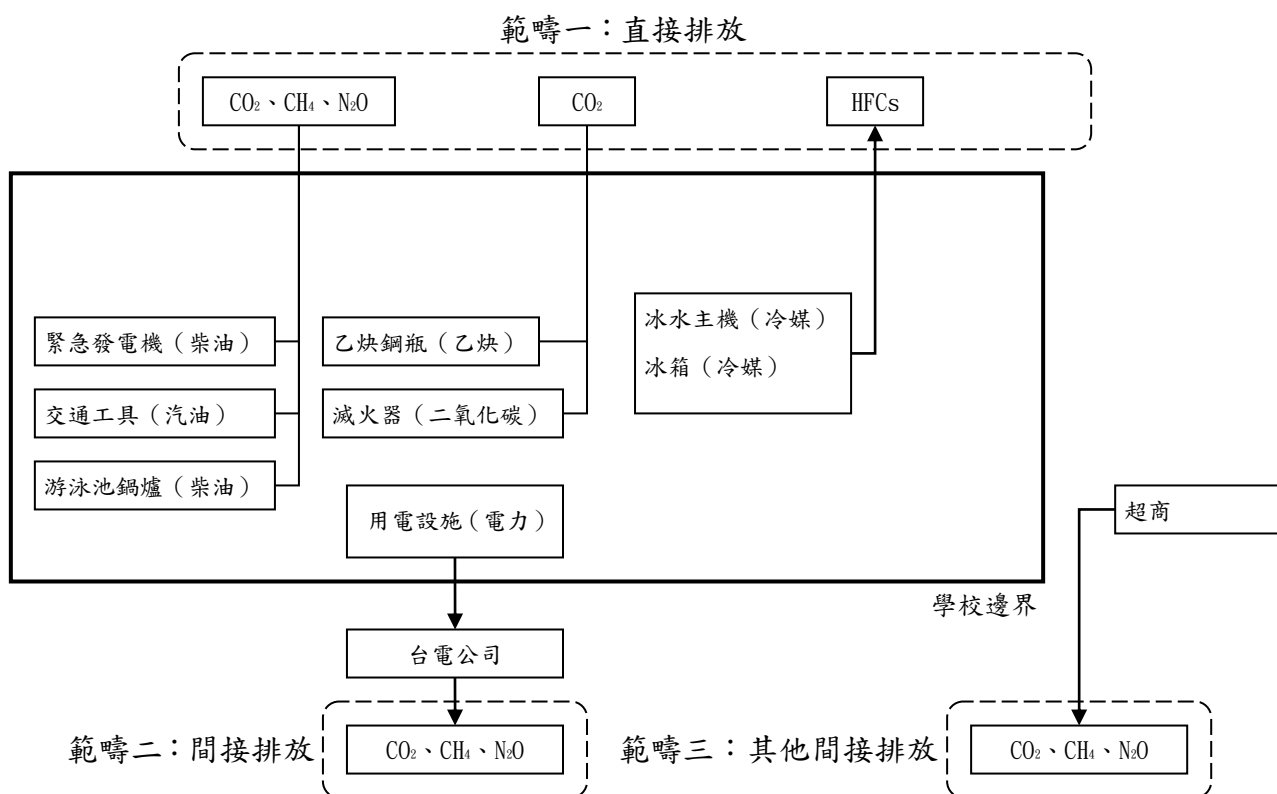 範疇一：直接排放
CO₂、CH₄、N₂O
CO₂
HFCs
緊急發電機（柴油）
交通工具（汽油）
游泳池鍋爐（柴油）
乙炔鋼瓶（乙炔）
滅火器（二氧化碳）
冰水主機（冷媒）
冰箱（冷媒）
用電設施（電力）
超商
學校邊界
台電公司
範疇二：間接排放
CO₂、CH₄、N₂O
範疇三：其他間接排放
CO₂、CH₄、N₂O